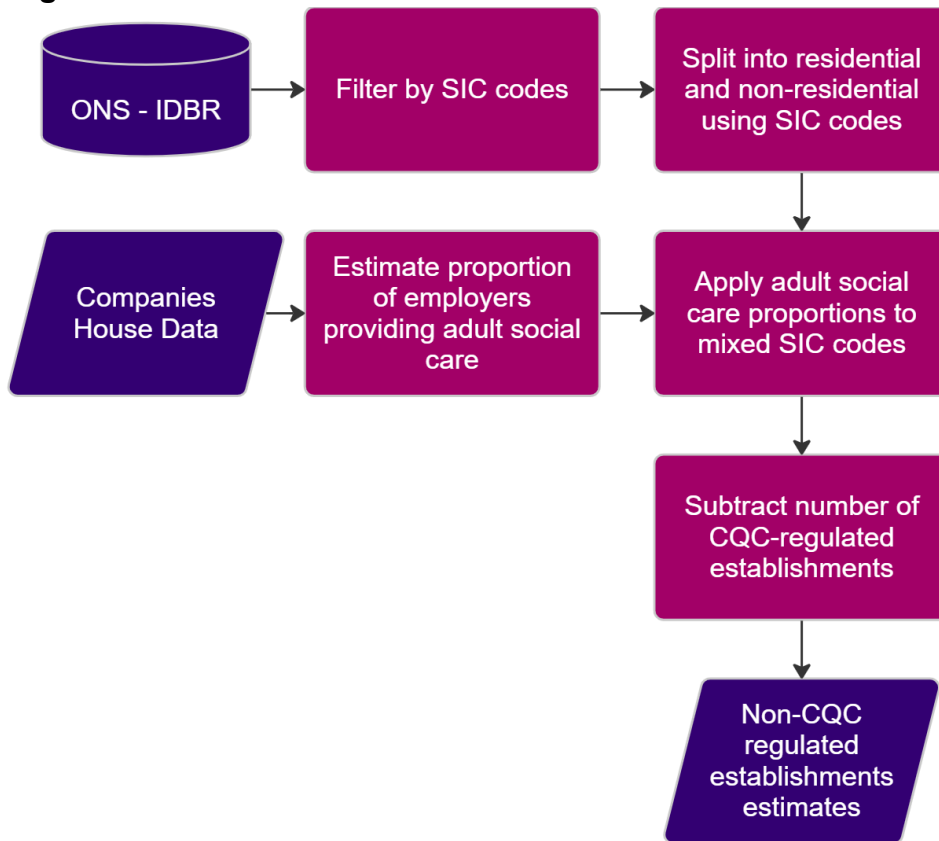 ONS - IDBR
Filter by SIC codes
Split into residential
and non-residential
using SIC codes
Companies
House Data
Estimate proportion
of employers
providing adult social
care
Apply adult social
care proportions to
mixed SIC codes
Subtract number of
CQC-regulated
establishments
Non-CQC
regulated
establishments
estimates